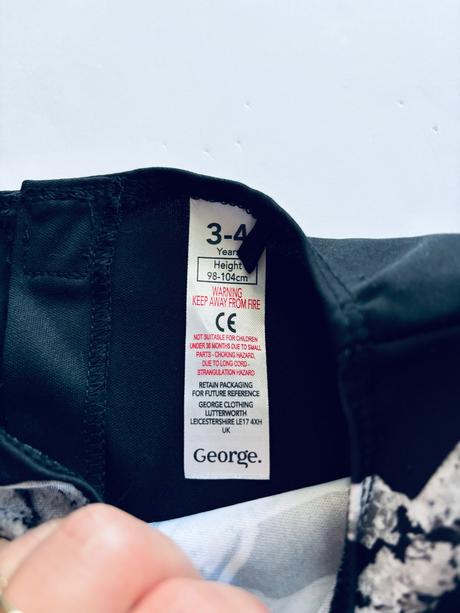 3-4
Years
Height
98-104cm
WARNING
KEEP AWAY FROM FIRE
CE
NOT SUITABLE FOR CHILDREN
UNDER 36 MONTHS DUE TO SMALL
PARTS - CHOKING HAZARD,
DUE TO LONG CORD -
STRANGULATION HAZARD
RETAIN PACKAGING
FOR FUTURE REFERENCE
GEORGE CLOTHING
LUTTERWORTH
LEICESTERSHIRE LE17 4XH
UK
George.